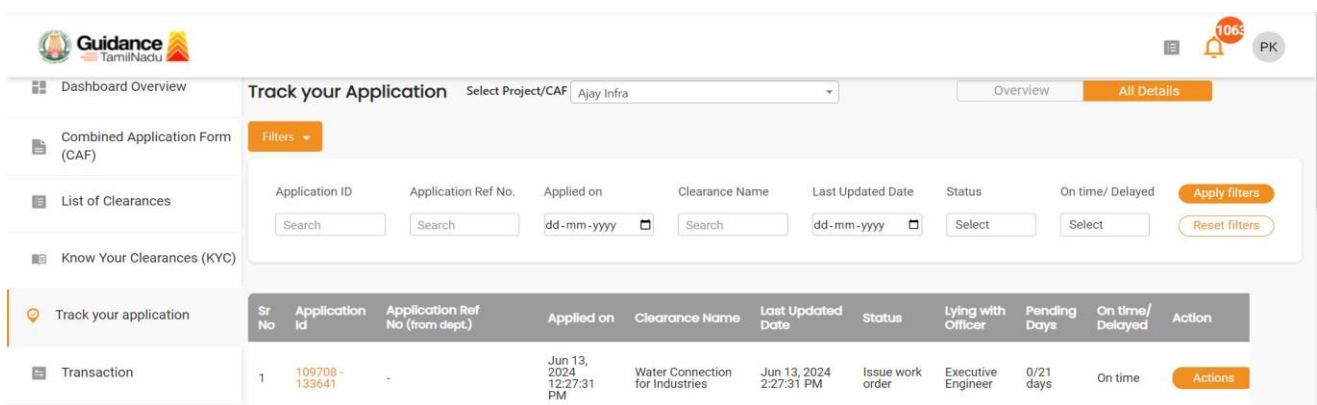 Guidance
TamilNadu
1063
PK
Dashboard Overview
Track your Application Select Project/CAF Ajay Infra Overview All Details
Combined Application Form
(CAF)
Filters
List of Clearances
Application ID Application Ref No. Applied on Clearance Name Last Updated Date Status On time/ Delayed Apply filters
Search Search dd-mm-yyyy Search dd-mm-yyyy Select Select Reset filters
Know Your Clearances (KYC)
Track your application
Sr
No
Application
Id
Application Ref
No (from dept.)
Applied on
Clearance Name
Last Updated
Date
Status
Lying with
Officer
Pending
Days
On time/
Delayed
Action
Transaction
1
109708 -
133641
-
Jun 13,
2024
12:27:31
PM
Water Connection
for Industries
Jun 13, 2024
2:27:31 PM
Issue work
order
Executive
Engineer
0/21
days
On time
Actions